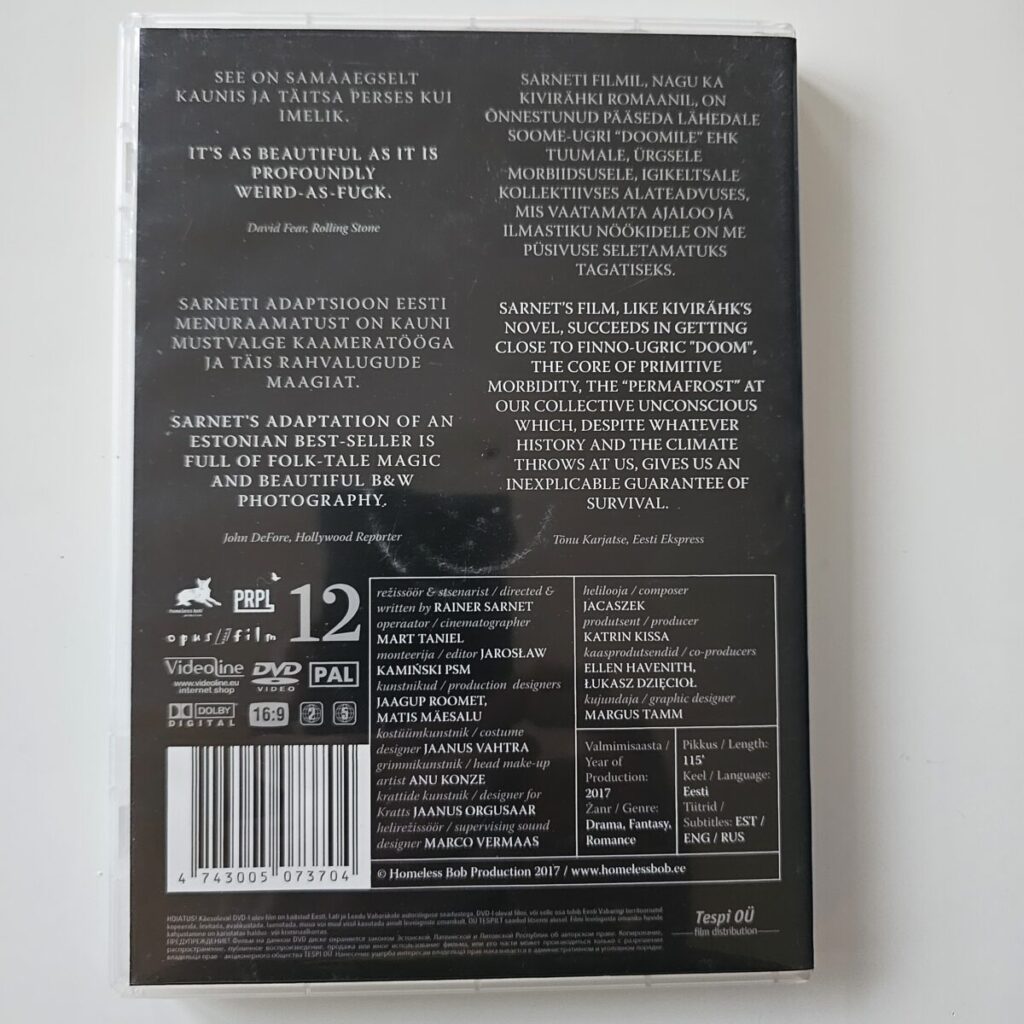 SEE ON SAMAAEGSELT
KAUNIS JA TÄITSA PERSES KUI
IMELIK.
IT'S AS BEAUTIFUL AS IT IS
PROFOUNDLY
WEIRD-AS-FUCK.
David Fear, Rolling Stone
SARNETI ADAPTSIOON EESTI
MENURAAMATUST ON KAUNI
MUSTVALGE KAAMERATÖÖGA
JA TÄIS RAHVALUGUDE
MAAGIAT.
SARNET'S ADAPTATION OF AN
ESTONIAN BEST-SELLER IS
FULL OF FOLK-TALE MAGIC
AND BEAUTIFUL B&W
PHOTOGRAPHY.
John DeFore, Hollywood Reporter
SARNETI FILMIL, NAGU KA
KIVIRÄHKI ROMAANIL, ON
ÕNNESTUNUD PÄÄSEDA LÄHEDALE
SOOME-UGRI "DOOMILE" EHK
TUUMALE, ÜRGSELE
MORBIIDSUSELE, IGIKELTSALE
KOLLEKTIIVSES ALATEADVUSES,
MIS VAATAMATA AJALOO JA
ILMASTIKU NÖÖKIDELE ON ME
PÜSIVUSE SELETAMATUKS
TAGATISEKS.
SARNET'S FILM, LIKE KIVIRÄHK'S
NOVEL, SUCCEEDS IN GETTING
CLOSE TO FINNO-UGRIC "DOOM",
THE CORE OF PRIMITIVE
MORBIDITY, THE "PERMAFROST" AT
OUR COLLECTIVE UNCONSCIOUS
WHICH, DESPITE WHATEVER
HISTORY AND THE CLIMATE
THROWS AT US, GIVES US AN
INEXPLICABLE GUARANTEE OF
SURVIVAL.
Tõnu Karjatse, Eesti Ekspress
PRPL
12
opus film
Videoline
www.videoline.eu
internet shop
DVD
VIDEO
PAL
DOLBY
DIGITAL
16:9
2
5
4 743005 073704
režissöör & stsenarist / directed &
written by RAINER SARNET
operaator / cinematographer
MART TANIEL
monteerija / editor JAROSŁAW
KAMIŃSKI PSM
kunstnikud / production designers
JAAGUP ROOMET,
MATIS MÄESALU
kostüümkunstnik / costume
designer JAANUS VAHTRA
grimmikunstnik / head make-up
artist ANU KONZE
krattide kunstnik / designer for
Kratts JAANUS ORGUSAAR
helirežissöör / supervising sound
designer MARCO VERMAAS
helilooja / composer
JACASZEK
produtsent / producer
KATRIN KISSA
kaasprodutsendid / co-producers
ELLEN HAVENITH,
ŁUKASZ DZIĘCIOŁ
kujundaja / graphic designer
MARGUS TAMM
Valmimisaasta /
Year of
Production:
2017
Žanr / Genre:
Drama, Fantasy,
Romance
Pikkus / Length:
115'
Keel / Language:
Eesti
Tiitrid /
Subtitles: EST /
ENG / RUS
© Homeless Bob Production 2017 / www.homelessbob.ee
Tespi OÜ
film distribution